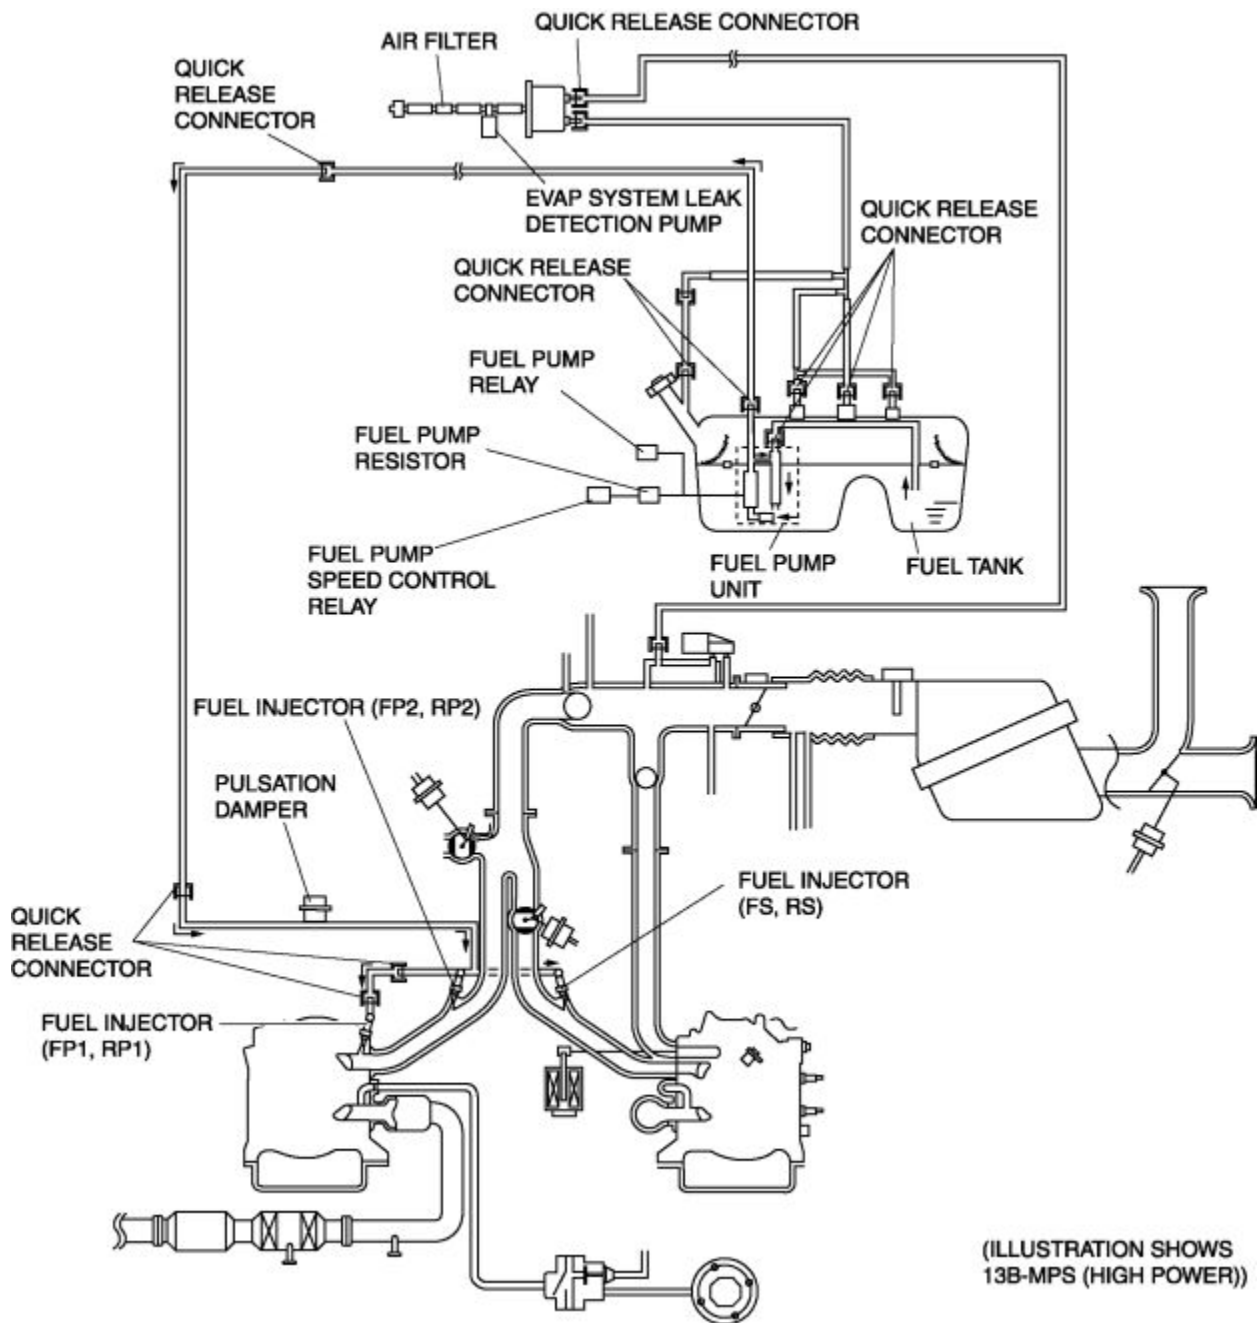 QUICK RELEASE CONNECTOR
AIR FILTER
QUICK
RELEASE
CONNECTOR
EVAP SYSTEM LEAK
DETECTION PUMP
QUICK RELEASE
CONNECTOR
QUICK RELEASE
CONNECTOR
FUEL PUMP
RELAY
FUEL PUMP
RESISTOR
FUEL PUMP
SPEED CONTROL
RELAY
FUEL PUMP
UNIT
FUEL TANK
FUEL INJECTOR (FP2, RP2)
PULSATION
DAMPER
FUEL INJECTOR
(FS, RS)
QUICK
RELEASE
CONNECTOR
FUEL INJECTOR
(FP1, RP1)
(ILLUSTRATION SHOWS
13B-MPS (HIGH POWER))